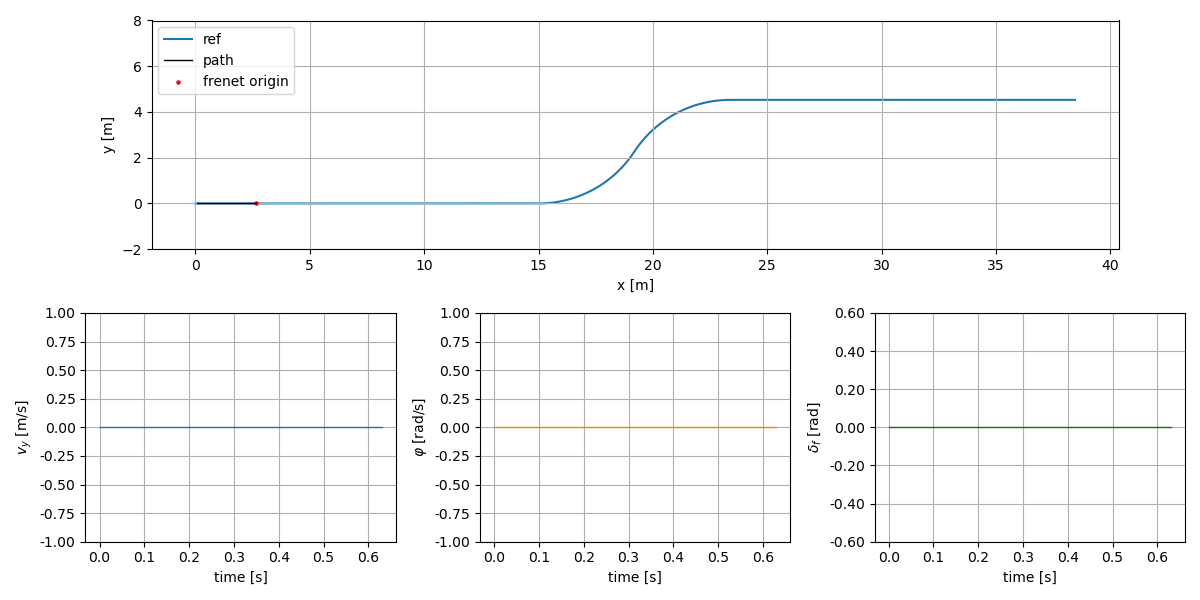 8
6
4
2
0
−2
y [m]
ref
path
frenet origin
0 5 10 15 20 25 30 35 40
x [m]
1.00
0.75
0.50
0.25
0.00
-0.25
-0.50
-0.75
-1.00
v_y [m/s]
0.0 0.1 0.2 0.3 0.4 0.5 0.6
time [s]
1.00
0.75
0.50
0.25
0.00
-0.25
-0.50
-0.75
-1.00
φ [rad/s]
0.0 0.1 0.2 0.3 0.4 0.5 0.6
time [s]
0.60
0.40
0.20
0.00
-0.20
-0.40
-0.60
δ_f [rad]
0.0 0.1 0.2 0.3 0.4 0.5 0.6
time [s]